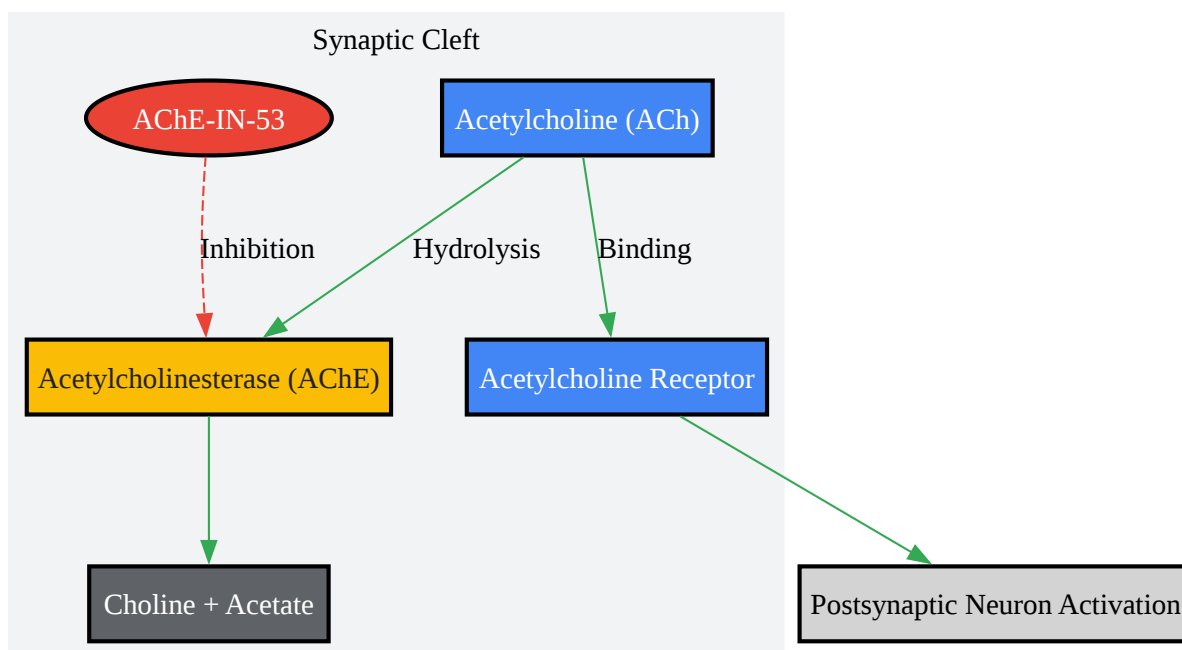 Synaptic Cleft
AChE-IN-53
Acetylcholine (ACh)
Inhibition
Hydrolysis
Binding
Acetylcholinesterase (AChE)
Acetylcholine Receptor
Choline + Acetate
Postsynaptic Neuron Activation